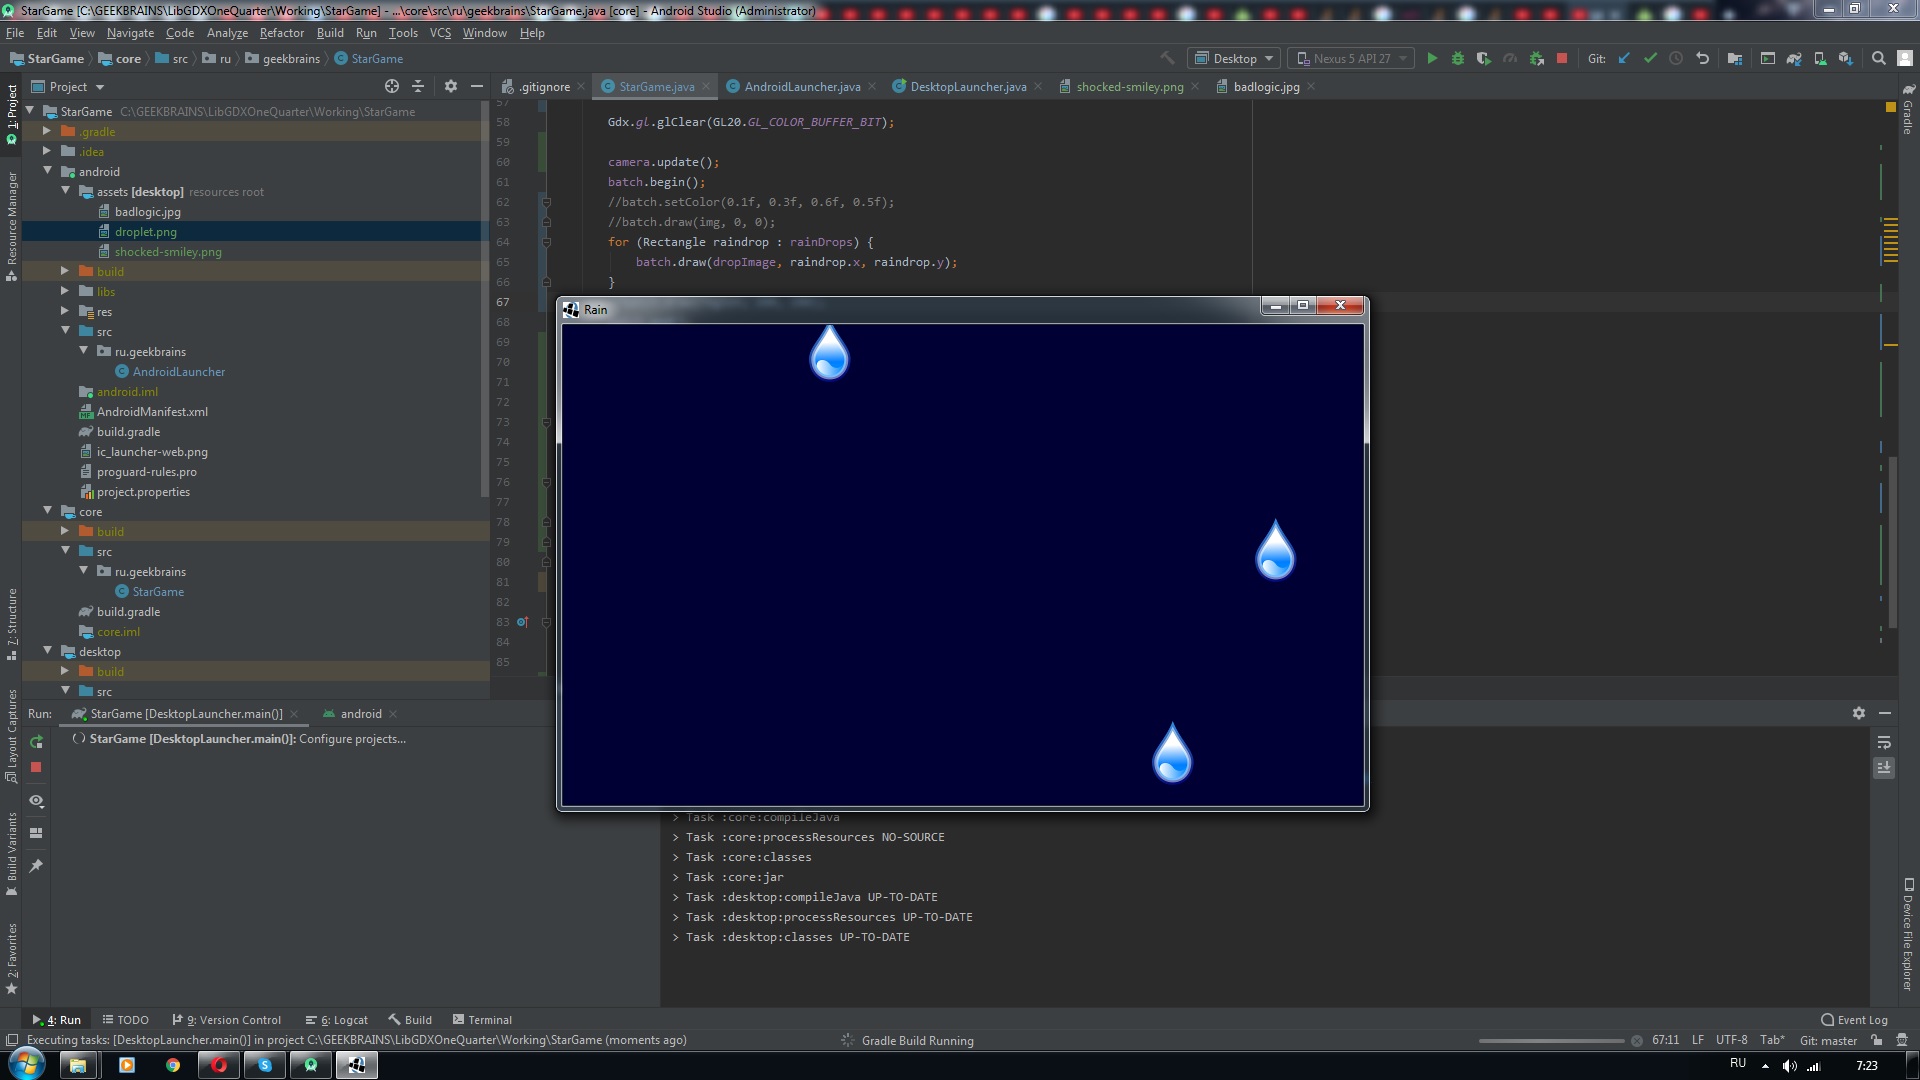 StarGame [C:\GEEKBRAINS\LibGDXOneQuarter\Working\StarGame] - ...\core\src\ru\geekbrains\StarGame.java [core] - Android Studio (Administrator)
File Edit View Navigate Code Analyze Refactor Build Run Tools VCS Window Help
StarGame core src ru geekbrains StarGame Desktop Nexus 5 API 27 Git:
Project .gitignore StarGame.java AndroidLauncher.java DesktopLauncher.java shocked-smiley.png badlogic.jpg
1: Project
Resource Manager
7: Structure
Layout Captures
Build Variants
2: Favorites
StarGame C:\GEEKBRAINS\LibGDXOneQuarter\Working\StarGame
.gradle
.idea
android
assets [desktop] resources root
badlogic.jpg
droplet.png
shocked-smiley.png
build
libs
res
src
ru.geekbrains
AndroidLauncher
android.iml
AndroidManifest.xml
build.gradle
ic_launcher-web.png
proguard-rules.pro
project.properties
core
build
src
ru.geekbrains
StarGame
build.gradle
core.iml
desktop
build
src
57
58 Gdx.gl.glClear(GL20.GL_COLOR_BUFFER_BIT);
59
60 camera.update();
61 batch.begin();
62 //batch.setColor(0.1f, 0.3f, 0.6f, 0.5f);
63 //batch.draw(img, 0, 0);
64 for (Rectangle raindrop : rainDrops) {
65 batch.draw(dropImage, raindrop.x, raindrop.y);
66 }
67
68
69
70
71
72
73
74
75
76
77
78
79
80
81
82
83
84
85
Rain
Gradle
Device File Explorer
Run: StarGame [DesktopLauncher.main()] android
StarGame [DesktopLauncher.main()]: Configure projects...
> Task :core:compileJava
> Task :core:processResources NO-SOURCE
> Task :core:classes
> Task :core:jar
> Task :desktop:compileJava UP-TO-DATE
> Task :desktop:processResources UP-TO-DATE
> Task :desktop:classes UP-TO-DATE
4: Run TODO 9: Version Control 6: Logcat Build Terminal Event Log
Executing tasks: [DesktopLauncher.main()] in project C:\GEEKBRAINS\LibGDXOneQuarter\Working\StarGame (moments ago) Gradle Build Running 67:11 LF UTF-8 Tab* Git: master
RU 7:23